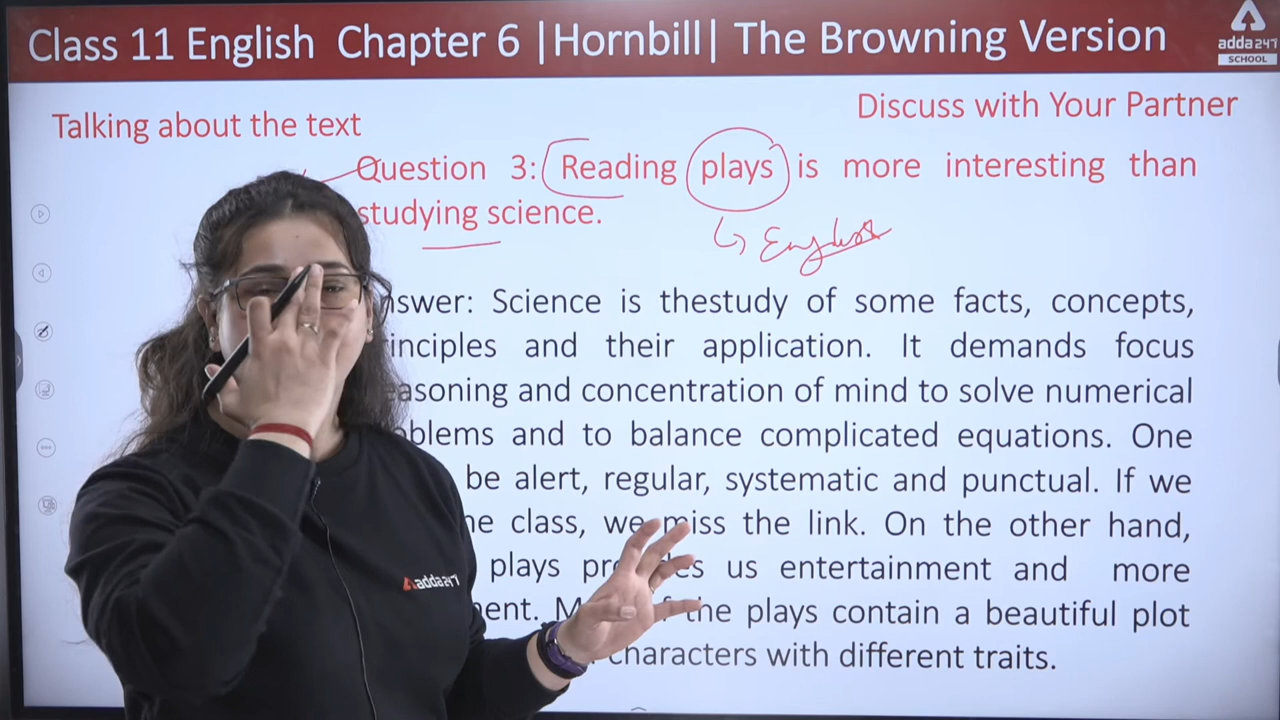 Class 11 English Chapter 6 |Hornbill| The Browning Version
adda247
SCHOOL
Discuss with Your Partner
Talking about the text
Question 3: Reading plays is more interesting than
studying science.
English
nswer: Science is thestudy of some facts, concepts,
inciples and their application. It demands focus
easoning and concentration of mind to solve numerical
oblems and to balance complicated equations. One
be alert, regular, systematic and punctual. If we
he class, we miss the link. On the other hand,
plays us entertainment and more
ment. the plays contain a beautiful plot
characters with different traits.
adda247